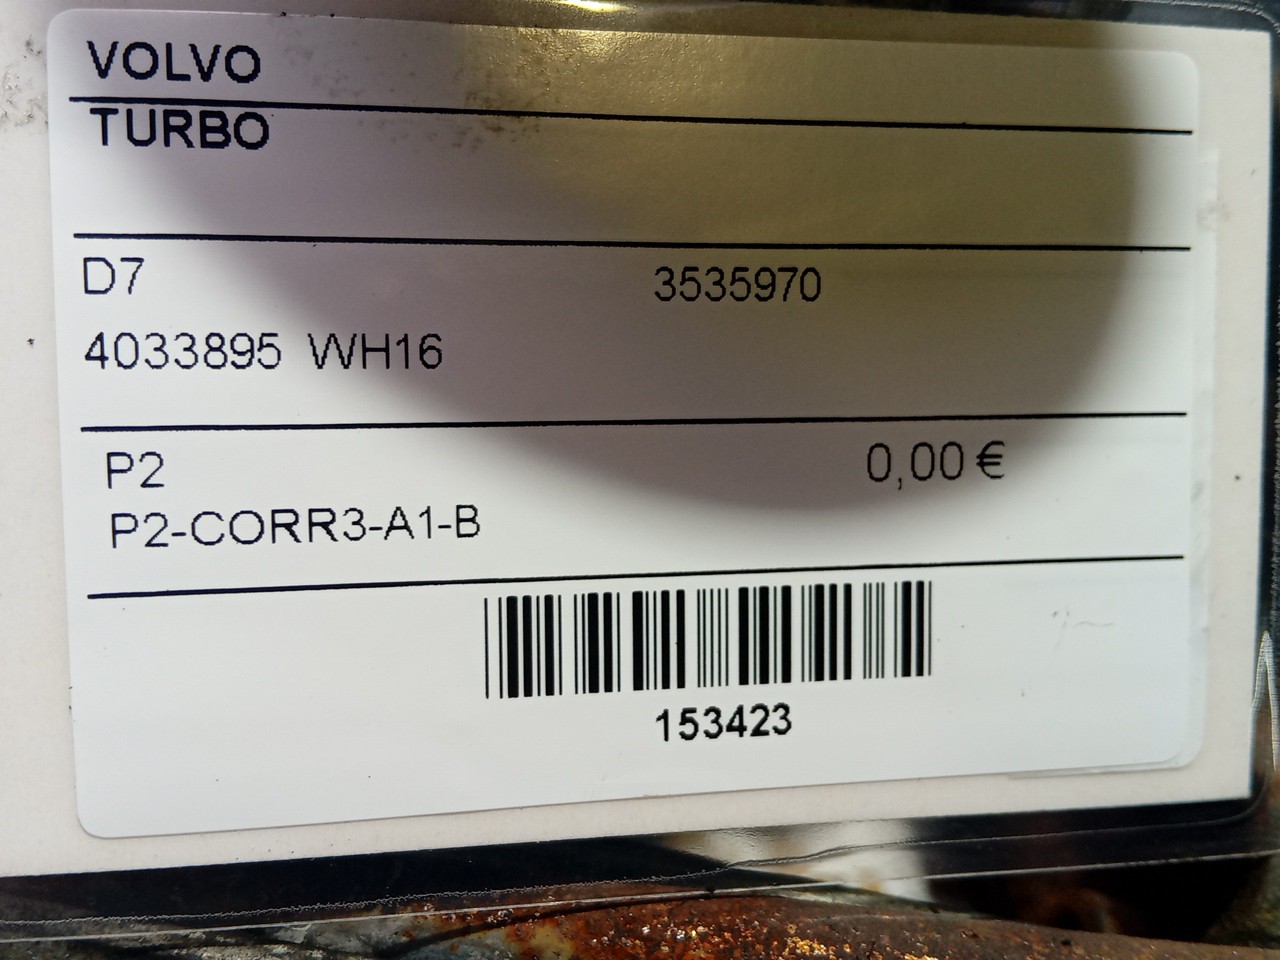 VOLVO
TURBO
D7 3535970
4033895 WH16
P2 0,00 €
P2-CORR3-A1-B
153423